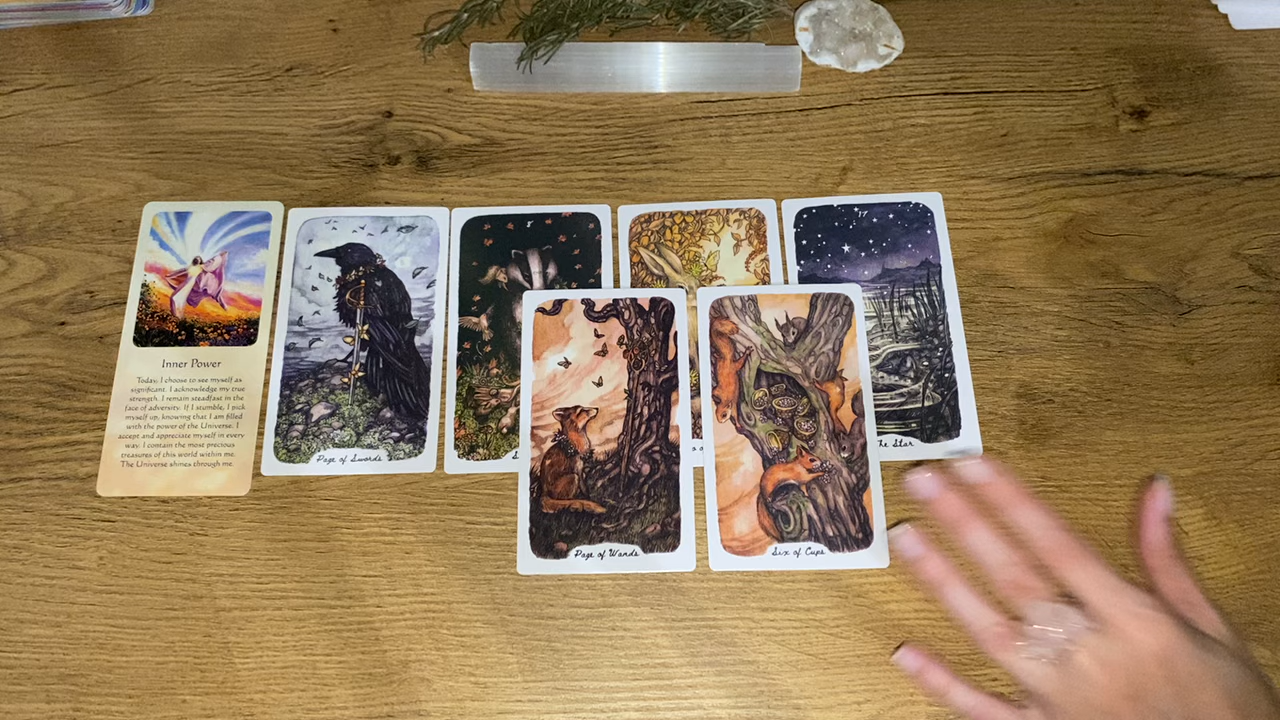 Inner Power
Today, I choose to see myself as
significant. I acknowledge my true
strength. I remain steadfast in the
face of adversity. If I stumble, I pick
myself up, knowing that I am filled
with the power of the Universe. I
accept and appreciate myself in every
way. I contain the most precious
treasures of this world within me.
The Universe shines through me.
Page of Swords
8
17
The Star
Page of Wands
Six of Cups